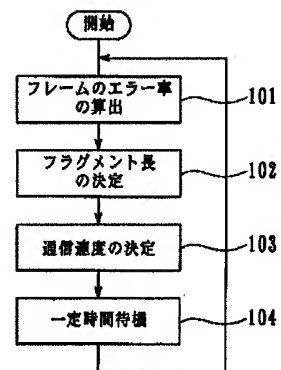 開始
フレームのエラー率
の算出
101
フラグメント長
の決定
102
通信速度の決定
103
一定時間待機
104